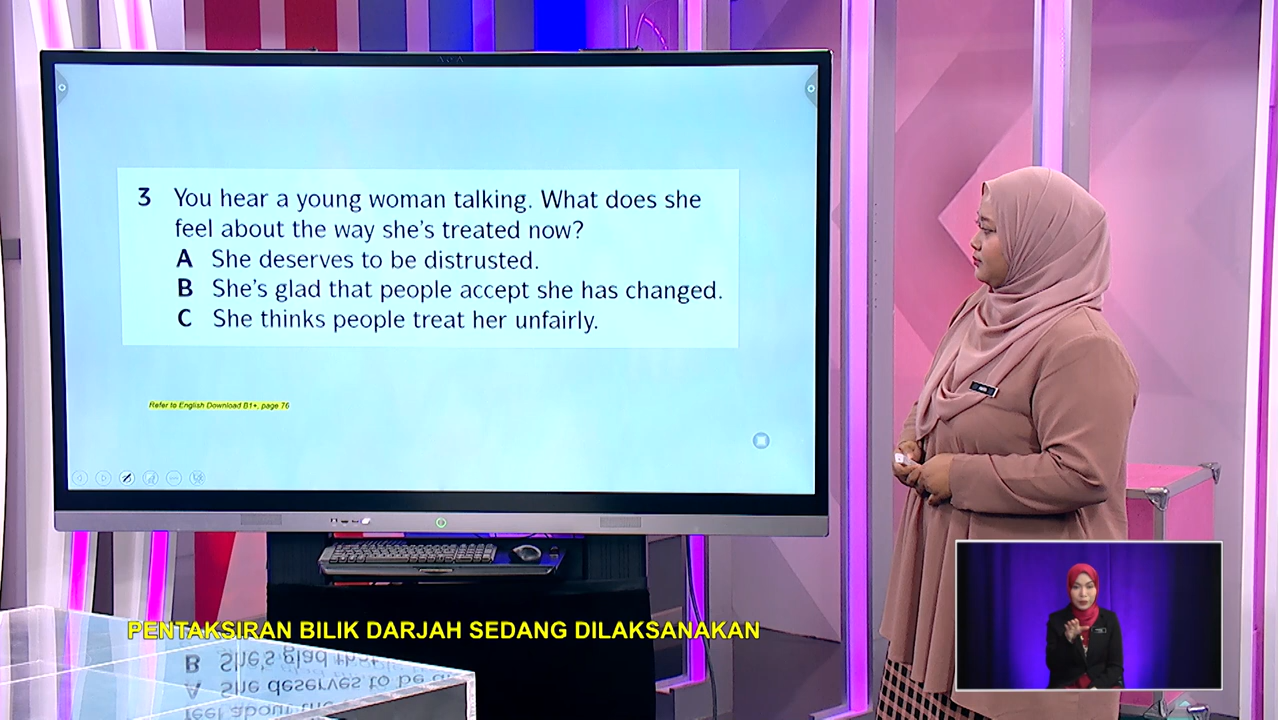 3 You hear a young woman talking. What does she
feel about the way she's treated now?
A She deserves to be distrusted.
B She's glad that people accept she has changed.
C She thinks people treat her unfairly.
Refer to English Download B1+, page 76
PENTAKSIRAN BILIK DARJAH SEDANG DILAKSANAKAN